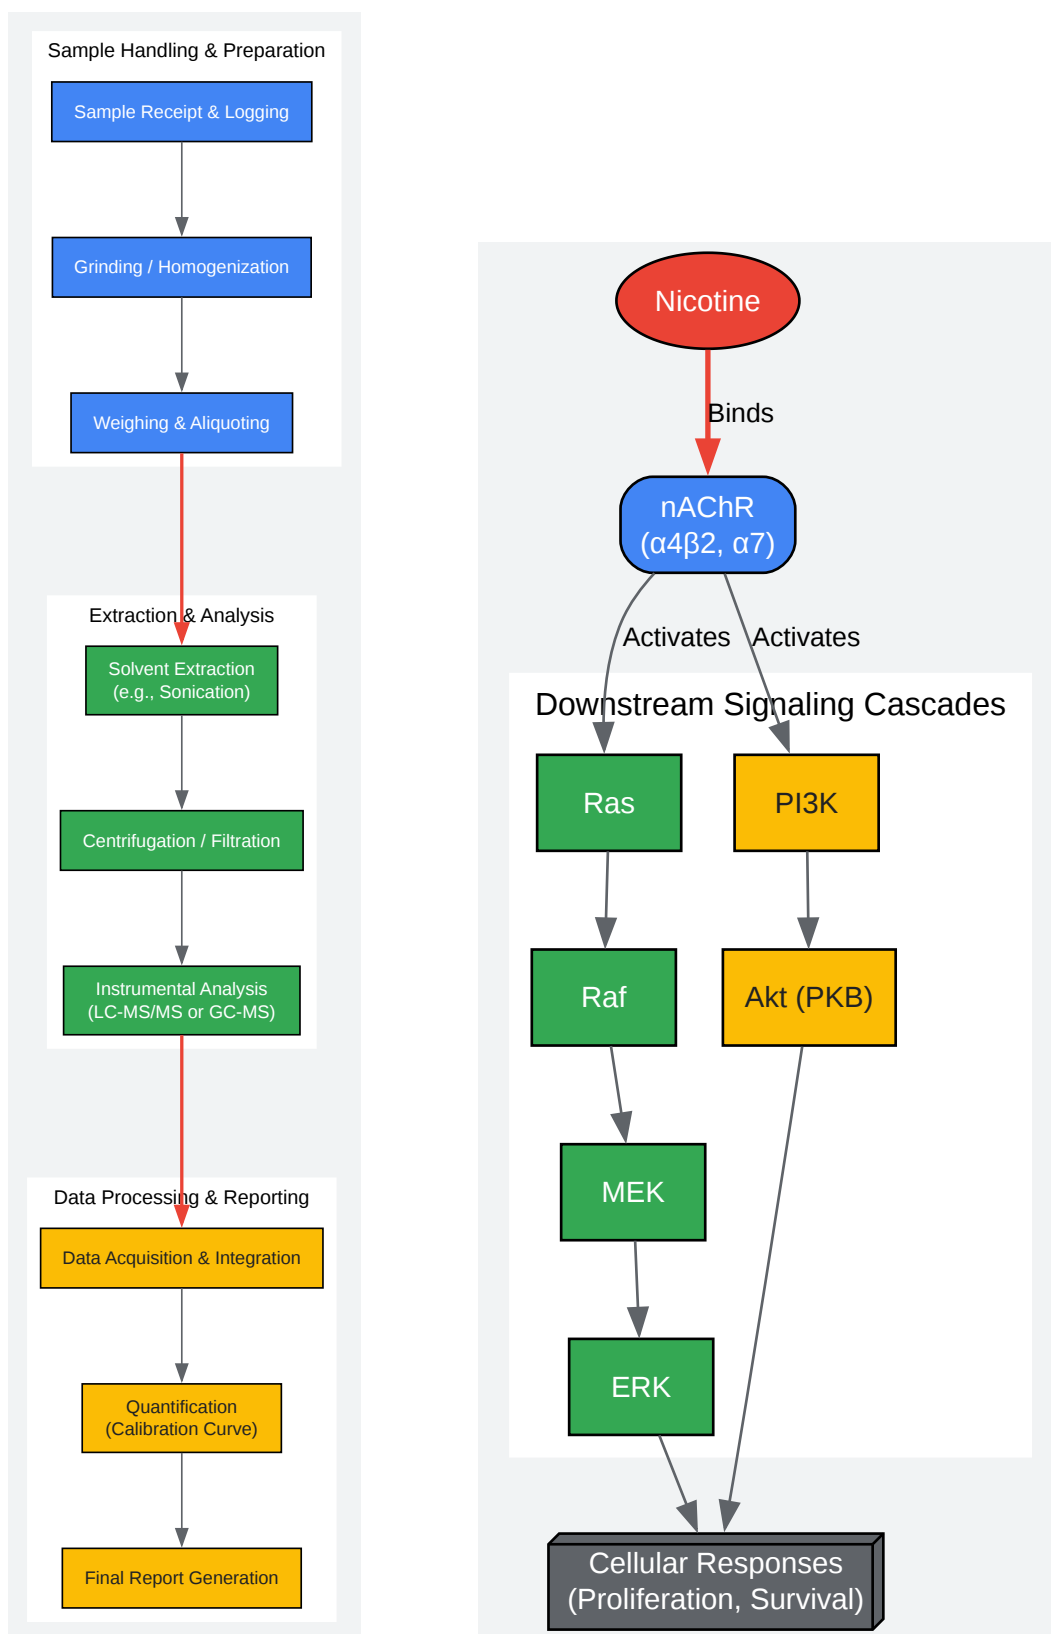 Sample Handling & Preparation
Sample Receipt & Logging
Grinding / Homogenization
Weighing & Aliquoting
Extraction & Analysis
Solvent Extraction
(e.g., Sonication)
Centrifugation / Filtration
Instrumental Analysis
(LC-MS/MS or GC-MS)
Data Processing & Reporting
Data Acquisition & Integration
Quantification
(Calibration Curve)
Final Report Generation
Nicotine
Binds
nAChR
(α4β2, α7)
Activates
Activates
Downstream Signaling Cascades
Ras
PI3K
Raf
Akt (PKB)
MEK
ERK
Cellular Responses
(Proliferation, Survival)